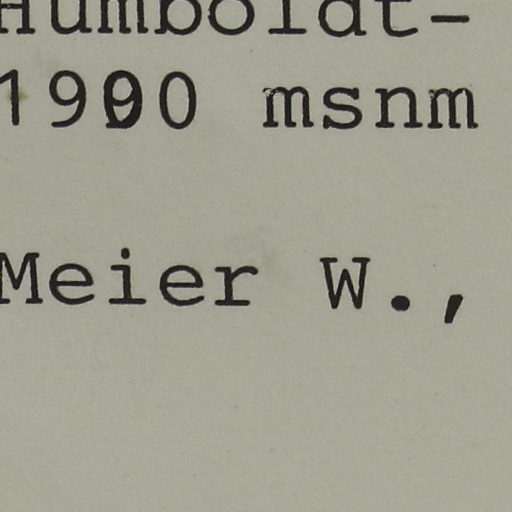 Humboldt-
1900 msnm
Meier W.,